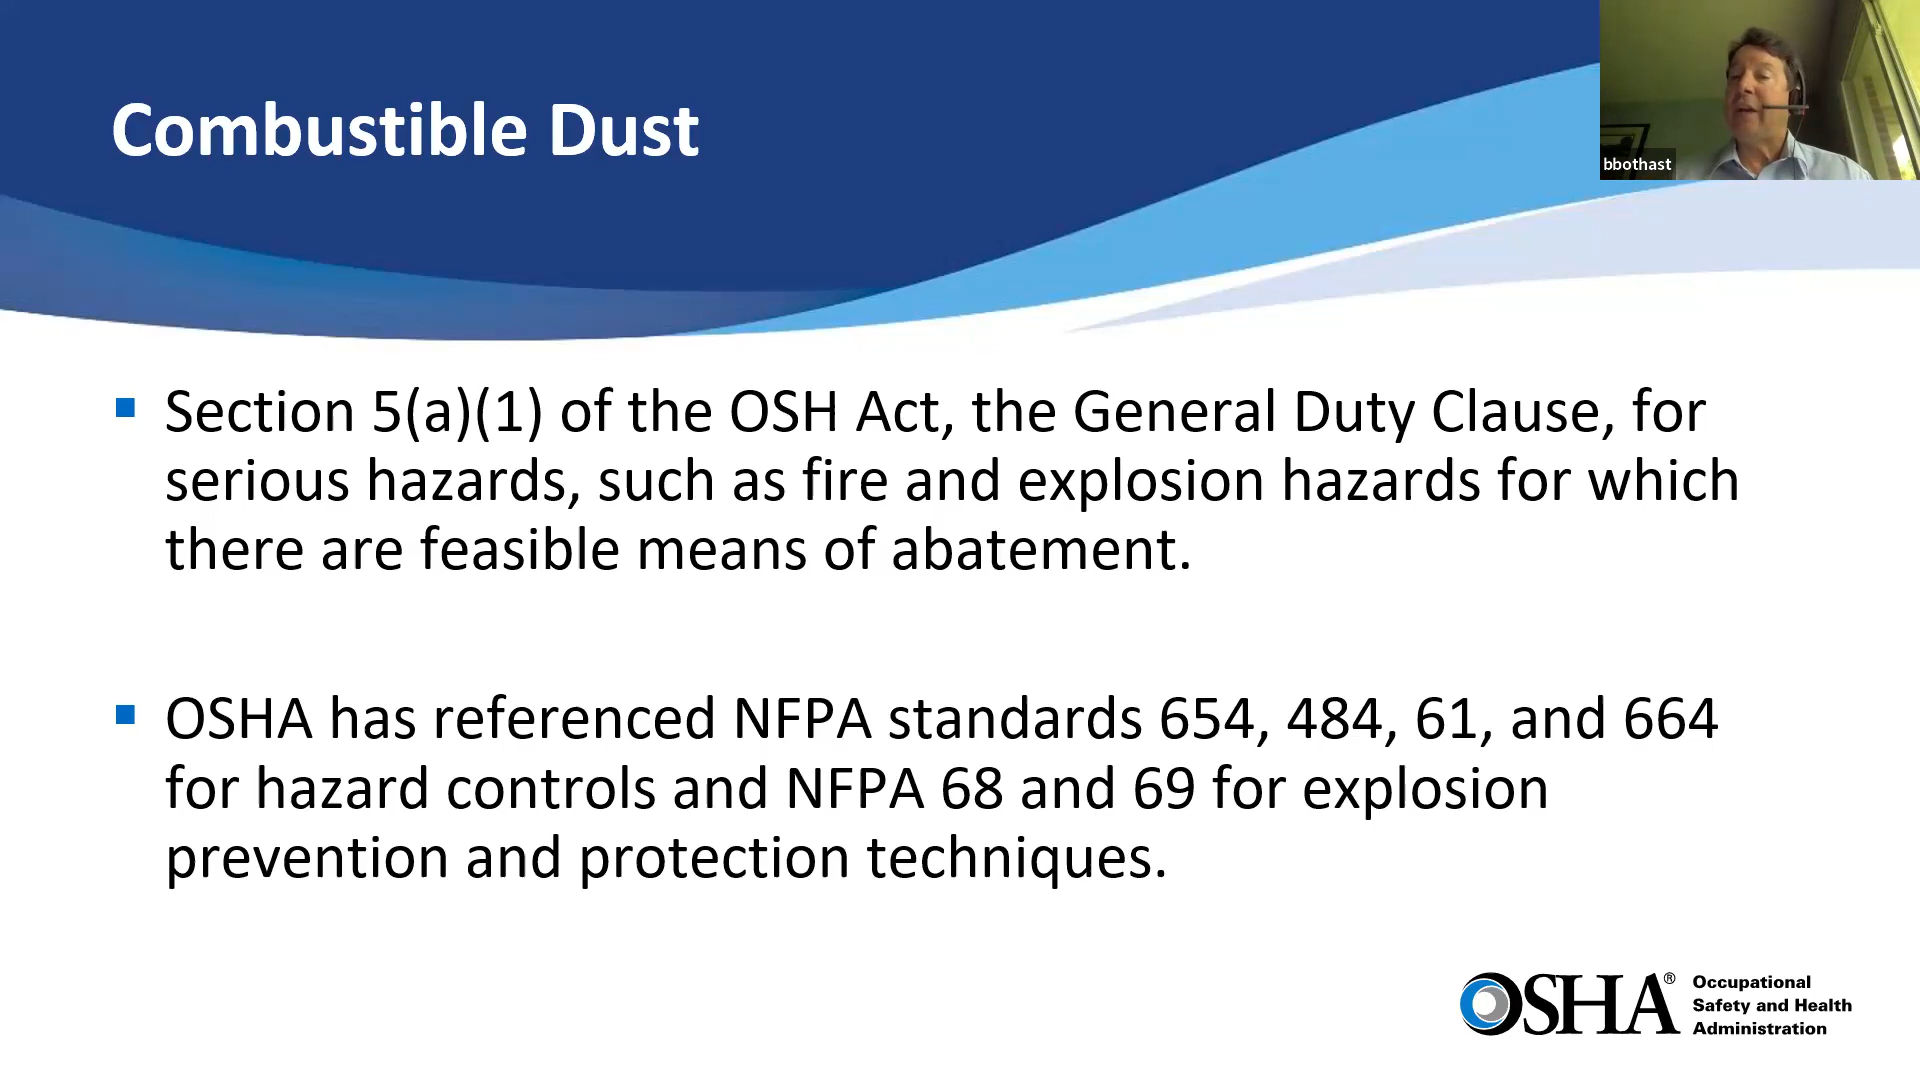 Combustible Dust
bbothast
▪ Section 5(a)(1) of the OSH Act, the General Duty Clause, for
serious hazards, such as fire and explosion hazards for which
there are feasible means of abatement.
▪ OSHA has referenced NFPA standards 654, 484, 61, and 664
for hazard controls and NFPA 68 and 69 for explosion
prevention and protection techniques.
OSHA®
Occupational
Safety and Health
Administration